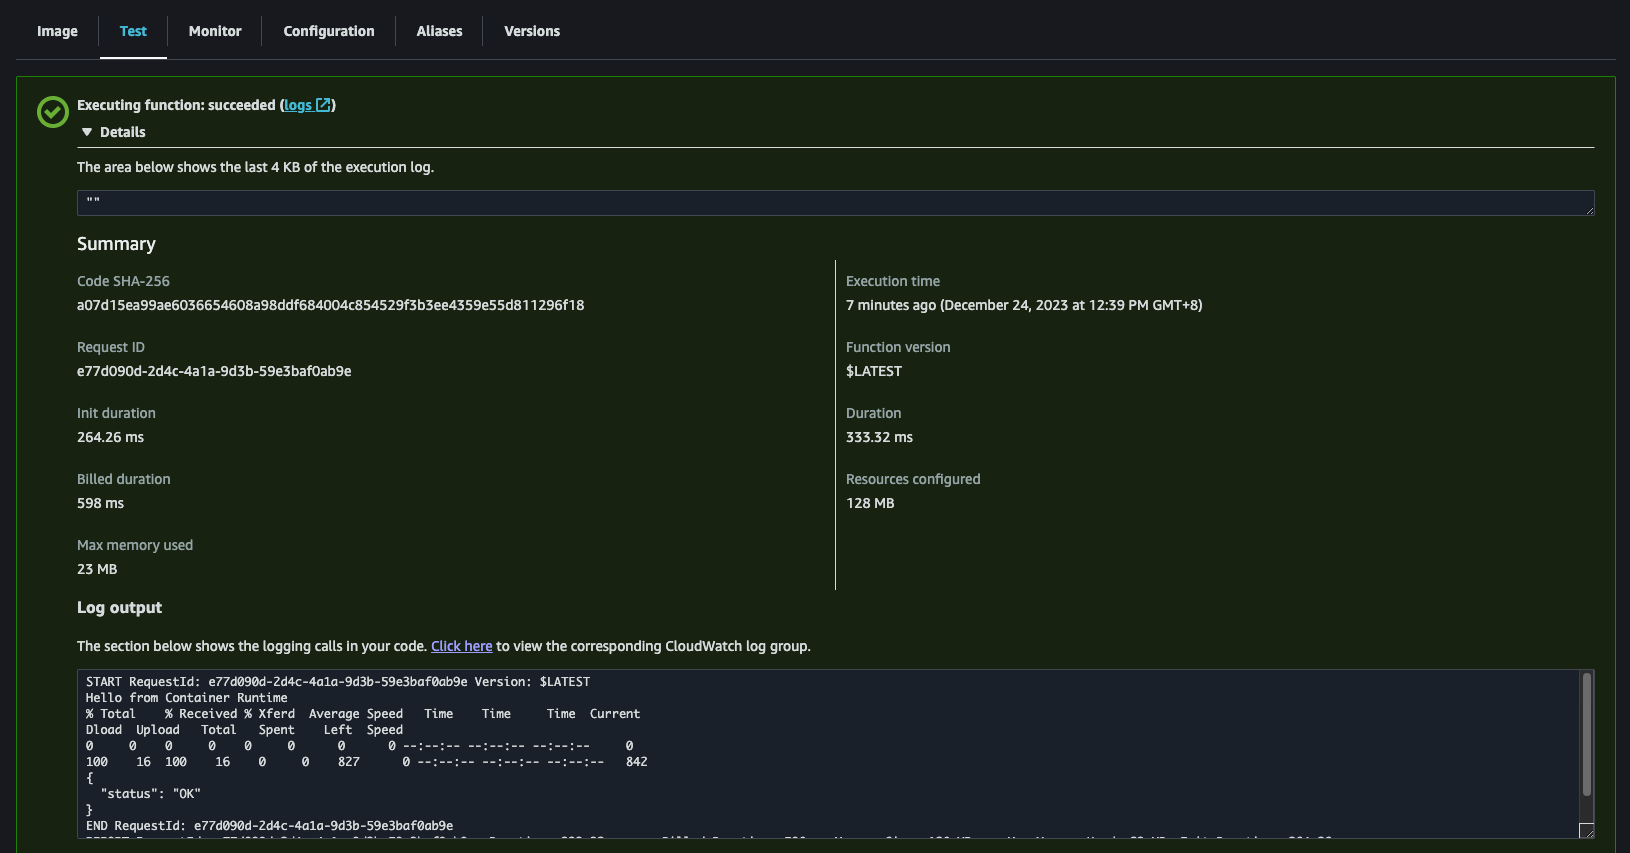 Image Test Monitor Configuration Aliases Versions
Executing function: succeeded (logs)
Details
The area below shows the last 4 KB of the execution log.
""
Summary
Code SHA-256
a07d15ea99ae6036654608a98ddf684004c854529f3b3ee4359e55d811296f18
Request ID
e77d090d-2d4c-4a1a-9d3b-59e3baf0ab9e
Init duration
264.26 ms
Billed duration
598 ms
Max memory used
23 MB
Execution time
7 minutes ago (December 24, 2023 at 12:39 PM GMT+8)
Function version
$LATEST
Duration
333.32 ms
Resources configured
128 MB
Log output
The section below shows the logging calls in your code. Click here to view the corresponding CloudWatch log group.
START RequestId: e77d090d-2d4c-4a1a-9d3b-59e3baf0ab9e Version: $LATEST
Hello from Container Runtime
% Total % Received % Xferd Average Speed Time Time Time Current
Dload Upload Total Spent Left Speed
0 0 0 0 0 0 0 0 --:--:-- --:--:-- --:--:-- 0
100 16 100 16 0 0 827 0 --:--:-- --:--:-- --:--:-- 842
{
"status": "OK"
}
END RequestId: e77d090d-2d4c-4a1a-9d3b-59e3baf0ab9e